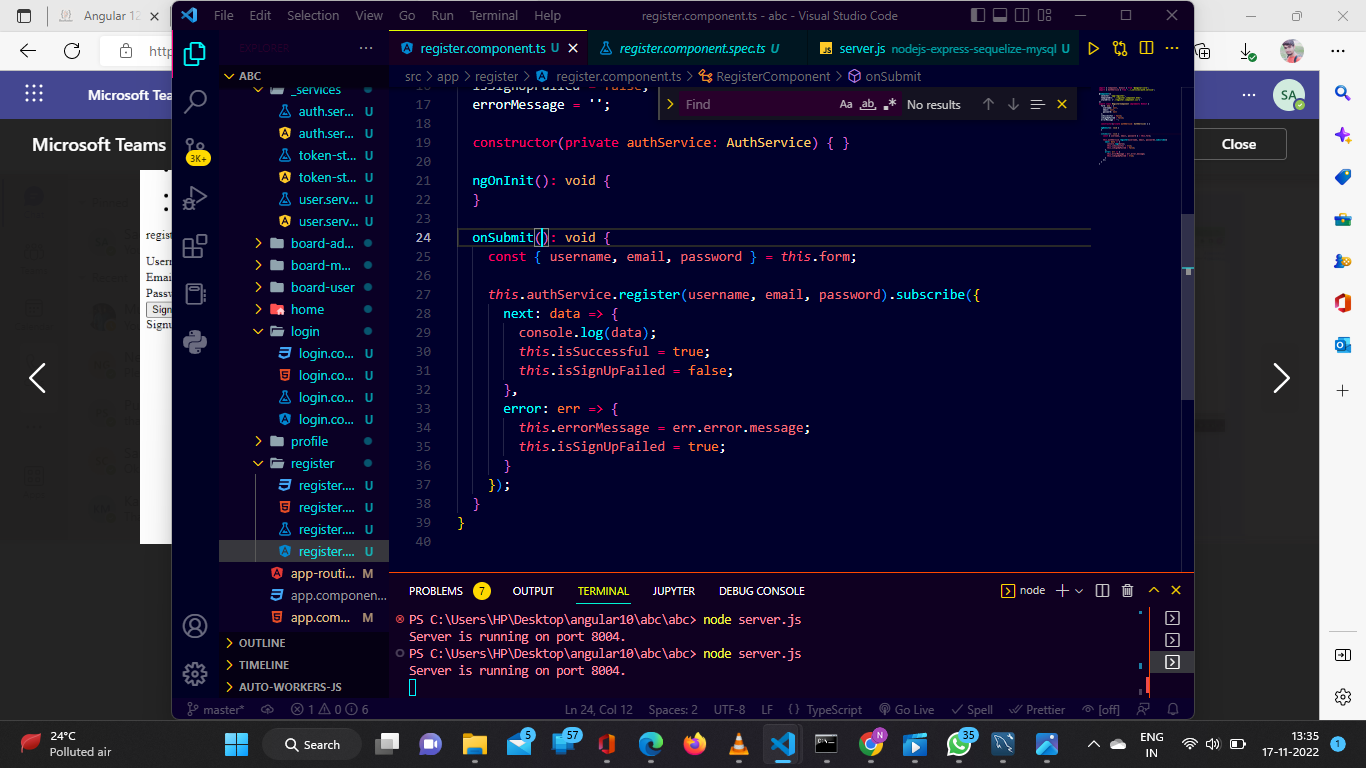 File Edit Selection View Go Run Terminal Help
register.component.ts - abc - Visual Studio Code
Angular 12
Microsoft Tea
SA
Microsoft Teams
Close
EXPLORER
register.component.ts U
register.component.spec.ts U
server.js nodejs-express-sequelize-mysql U
src > app > register > register.component.ts > RegisterComponent > onSubmit
Find
Aa ab
No results
ABC
_services
auth.ser... U
auth.ser... U
token-st... U
token-st... U
user.serv... U
user.serv... U
board-ad...
board-m...
board-user
home
login
login.co... U
login.co... U
login.co... U
login.co... U
profile
register
register.... U
register.... U
register.... U
register.... U
app-routi... M
app.componen...
app.com... M
OUTLINE
TIMELINE
AUTO-WORKERS-JS
3K+
17 errorMessage = '';
18
19 constructor(private authService: AuthService) { }
20
21 ngOnInit(): void {
22 }
23
24 onSubmit(): void {
25 const { username, email, password } = this.form;
26
27 this.authService.register(username, email, password).subscribe({
28 next: data => {
29 console.log(data);
30 this.isSuccessful = true;
31 this.isSignUpFailed = false;
32 },
33 error: err => {
34 this.errorMessage = err.error.message;
35 this.isSignUpFailed = true;
36 }
37 });
38 }
39 }
40
PROBLEMS 7 OUTPUT TERMINAL JUPYTER DEBUG CONSOLE
node
PS C:\Users\HP\Desktop\angular10\abc\abc> node server.js
Server is running on port 8004.
PS C:\Users\HP\Desktop\angular10\abc\abc> node server.js
Server is running on port 8004.
master* 1 0 6
Ln 24, Col 12 Spaces: 2 UTF-8 LF {} TypeScript Go Live Spell Prettier [off]
24°C
Polluted air
Search
5
57
N
35
ENG
IN
13:35
17-11-2022
1